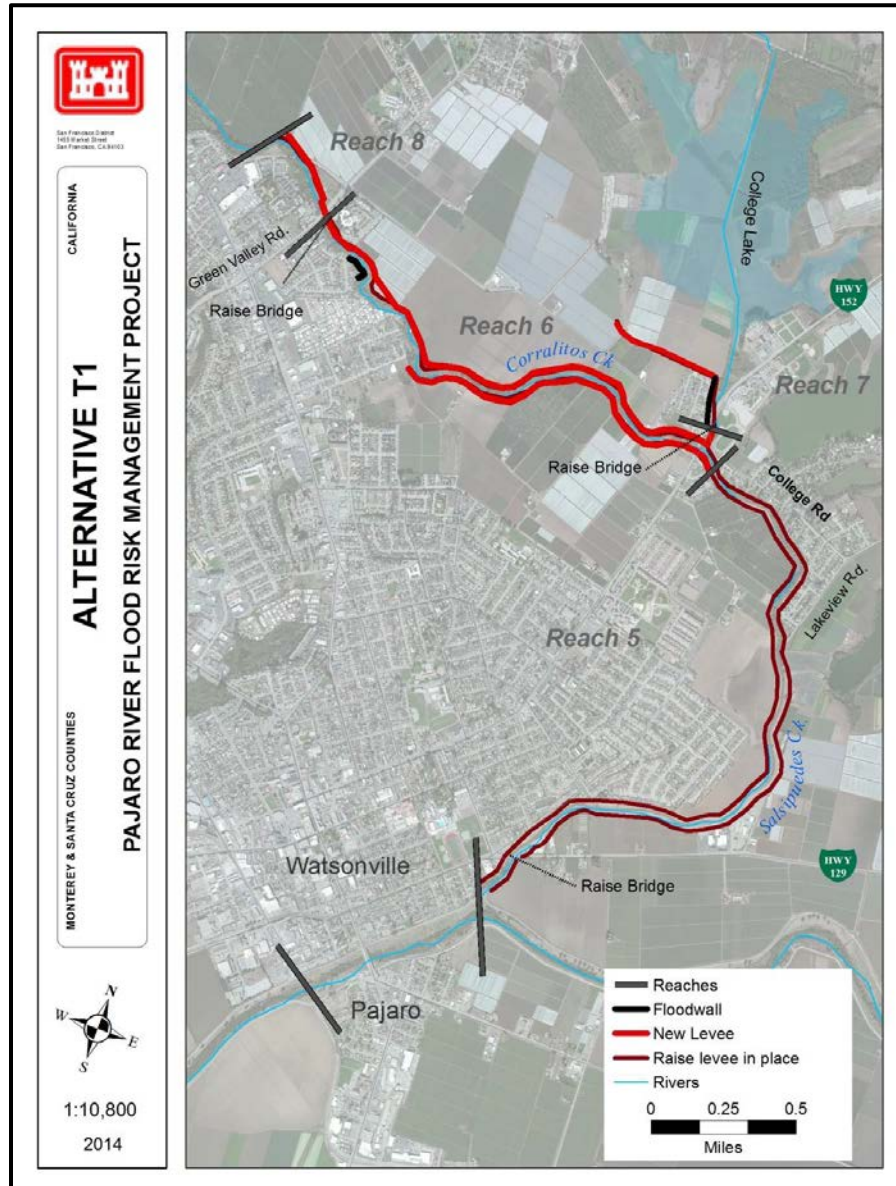 San Francisco District
1455 Market Street
San Francisco, CA 94103
CALIFORNIA
ALTERNATIVE T1
MONTEREY & SANTA CRUZ COUNTIES
PAJARO RIVER FLOOD RISK MANAGEMENT PROJECT
N
W
E
S
1:10,800
2014
Reach 8
Green Valley Rd.
Raise Bridge
College Lake
HWY
152
Reach 6
Corralitos Ck
Reach 7
Raise Bridge
College Rd
Lakeview Rd.
Reach 5
Salsipuedes Ck.
Watsonville
Raise Bridge
HWY
129
Pajaro
Reaches
Floodwall
New Levee
Raise levee in place
Rivers
0 0.25 0.5
Miles